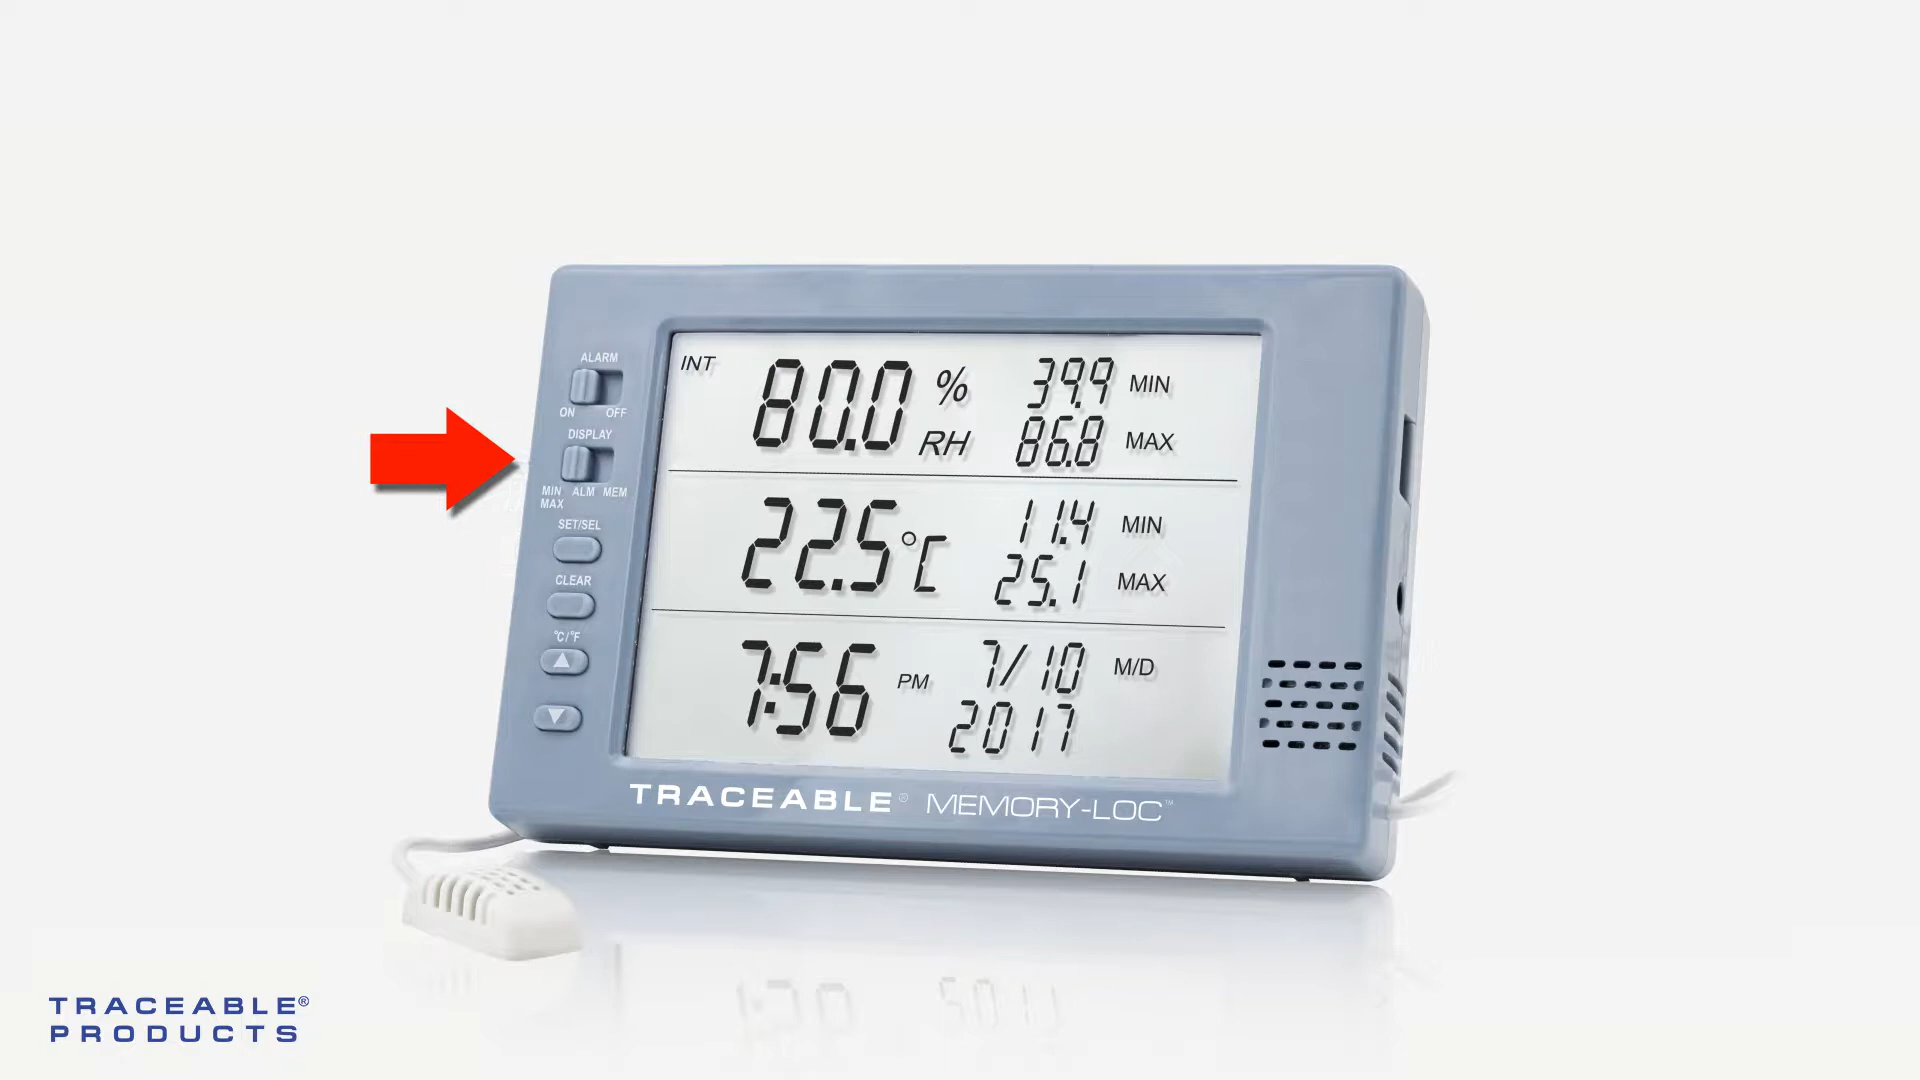 ALARM
ON OFF
DISPLAY
MIN ALM MEM
MAX
SET/SEL
CLEAR
°C/°F
INT 80.0 % RH 39.9 MIN
86.8 MAX
22.5 °C 11.4 MIN
25.1 MAX
7:56 PM 7/10 M/D
2017
TRACEABLE® MEMORY-LOC™
TRACEABLE®
PRODUCTS